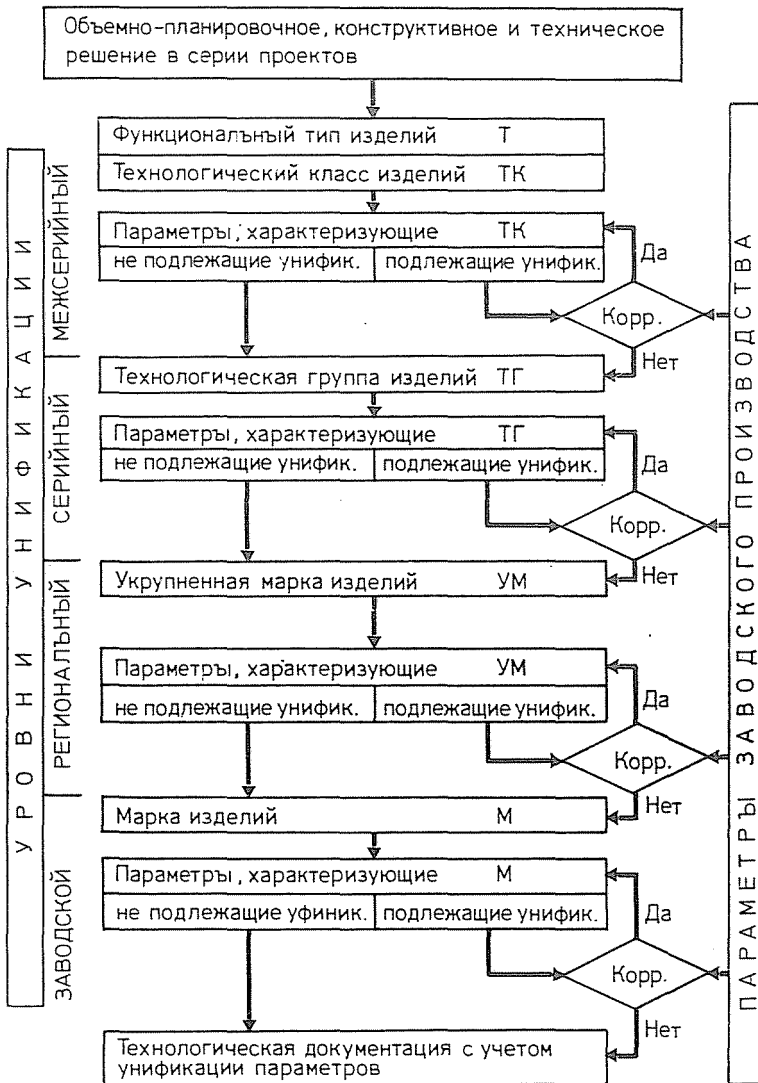 Объемно-планировочное, конструктивное и техническое
решение в серии проектов
Функциональный тип изделий Т
Технологический класс изделий ТК
Параметры, характеризующие ТК
не подлежащие унифик. подлежащие унифик.
Да
Корр.
Нет
Технологическая группа изделий ТГ
Параметры, характеризующие ТГ
не подлежащие унифик. подлежащие унифик.
Да
Корр.
Нет
Укрупненная марка изделий УМ
Параметры, характеризующие УМ
не подлежащие унифик. подлежащие унифик.
Да
Корр.
Нет
Марка изделий М
Параметры, характеризующие М
не подлежащие уфиник. подлежащие унифик.
Да
Корр.
Нет
Технологическая документация с учетом
унификации параметров
УРОВНИ УНИФИКАЦИИ
МЕЖСЕРИЙНЫЙ
СЕРИЙНЫЙ
РЕГИОНАЛЬНЫЙ
ЗАВОДСКОЙ
ПАРАМЕТРЫ ЗАВОДСКОГО ПРОИЗВОДСТВА